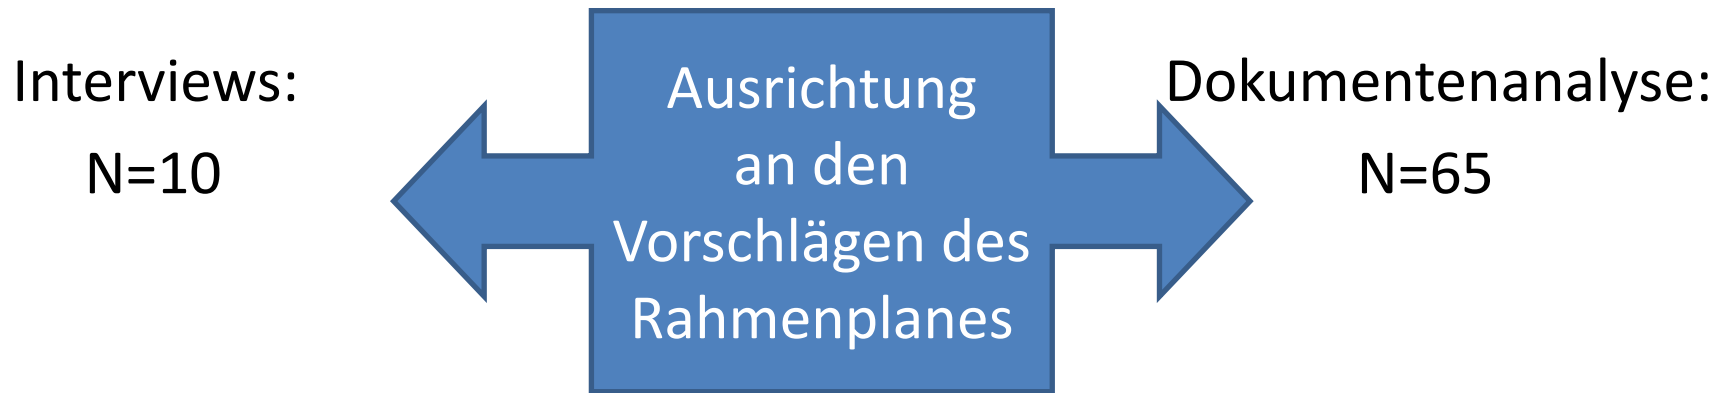 Interviews:
N=10
Ausrichtung
an den
Vorschlägen des
Rahmenplanes
Dokumentenanalyse:
N=65